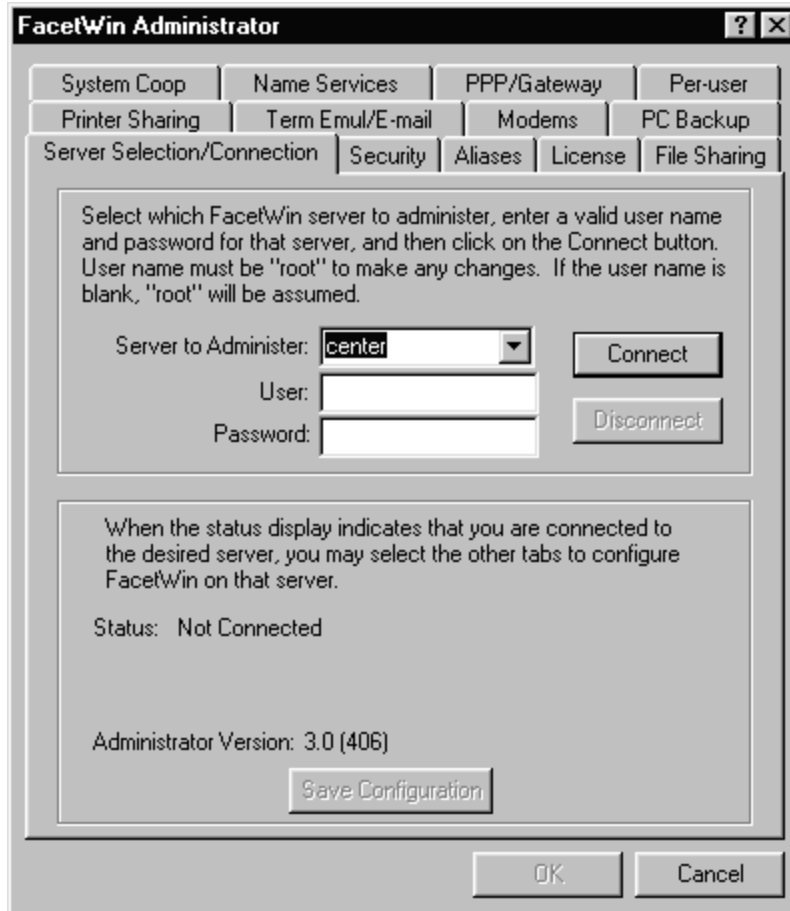 FacetWin Administrator
System Coop Name Services PPP/Gateway Per-user
Printer Sharing Term Emul/E-mail Modems PC Backup
Server Selection/Connection Security Aliases License File Sharing
Select which FacetWin server to administer, enter a valid user name
and password for that server, and then click on the Connect button.
User name must be "root" to make any changes. If the user name is
blank, "root" will be assumed.
Server to Administer: center Connect
User:
Disconnect
Password:
When the status display indicates that you are connected to
the desired server, you may select the other tabs to configure
FacetWin on that server.
Status: Not Connected
Administrator Version: 3.0 (406)
Save Configuration
OK Cancel